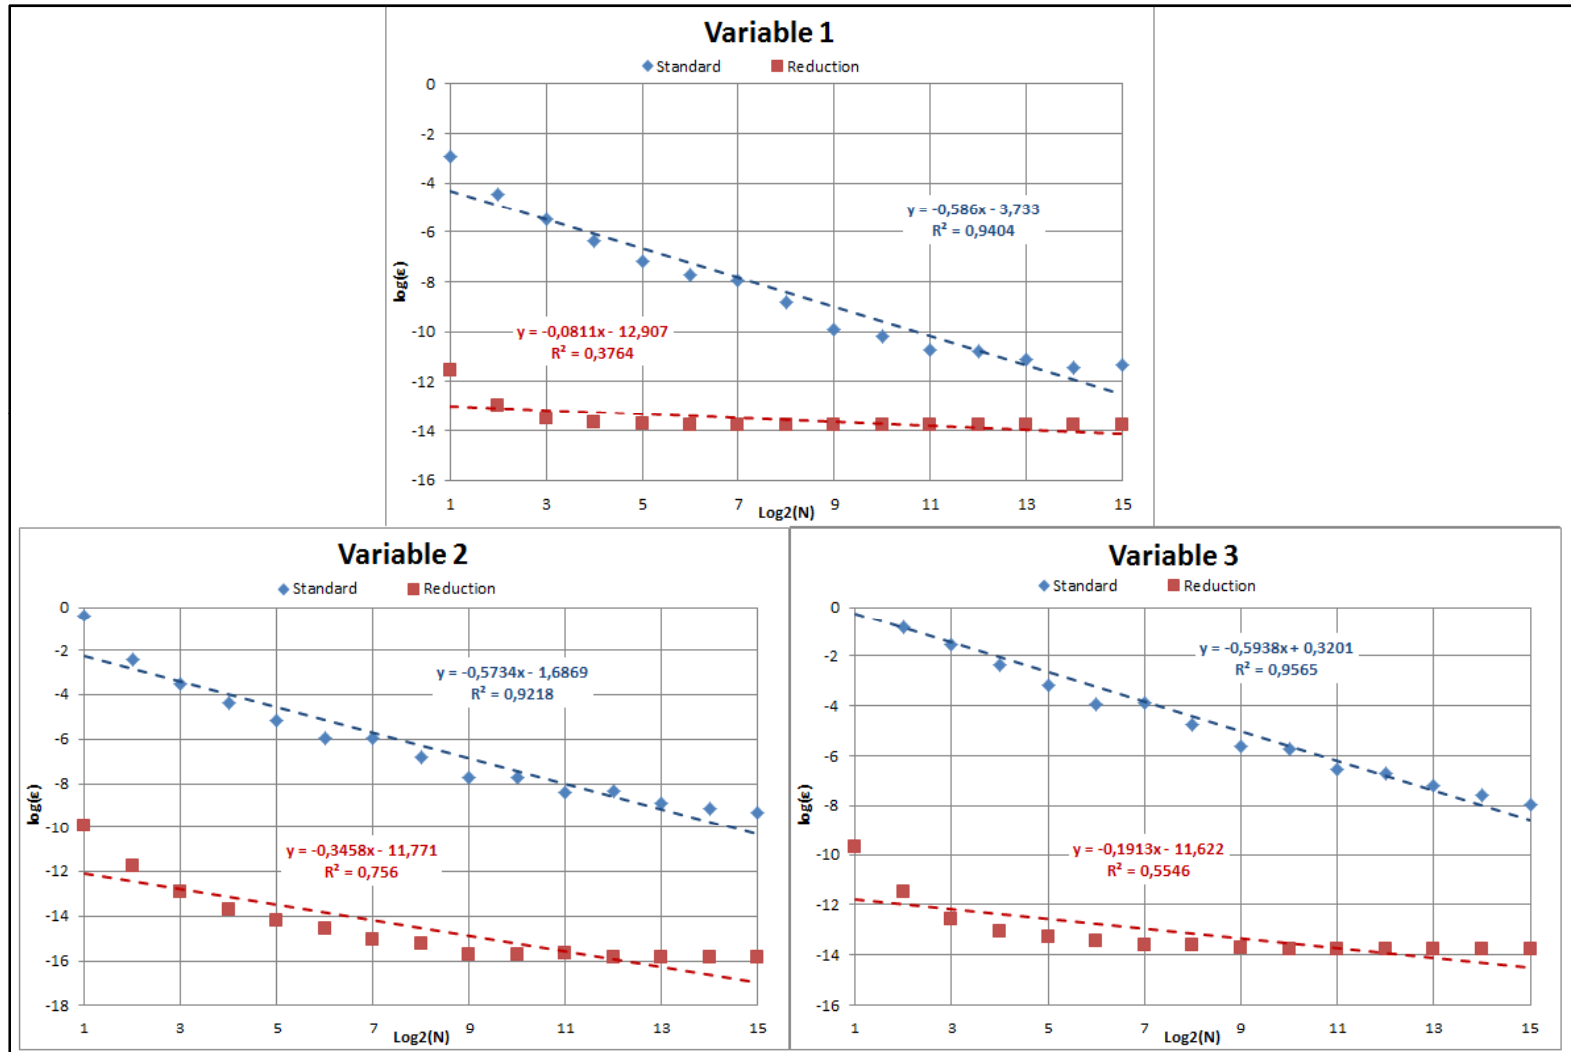 Variable 1
Standard Reduction
0
-2
-4
-6
-8
-10
-12
-14
-16
log(ε)
y = -0,586x - 3,733
R² = 0,9404
y = -0,0811x - 12,907
R² = 0,3764
1 3 5 7 9 11 13 15
Log2(N)
Variable 2
Standard Reduction
0
-2
-4
-6
-8
-10
-12
-14
-16
-18
log(ε)
y = -0,5734x - 1,6869
R² = 0,9218
y = -0,3458x - 11,771
R² = 0,756
1 3 5 7 9 11 13 15
Log2(N)
Variable 3
Standard Reduction
0
-2
-4
-6
-8
-10
-12
-14
-16
log(ε)
y = -0,5938x + 0,3201
R² = 0,9565
y = -0,1913x - 11,622
R² = 0,5546
1 3 5 7 9 11 13 15
Log2(N)